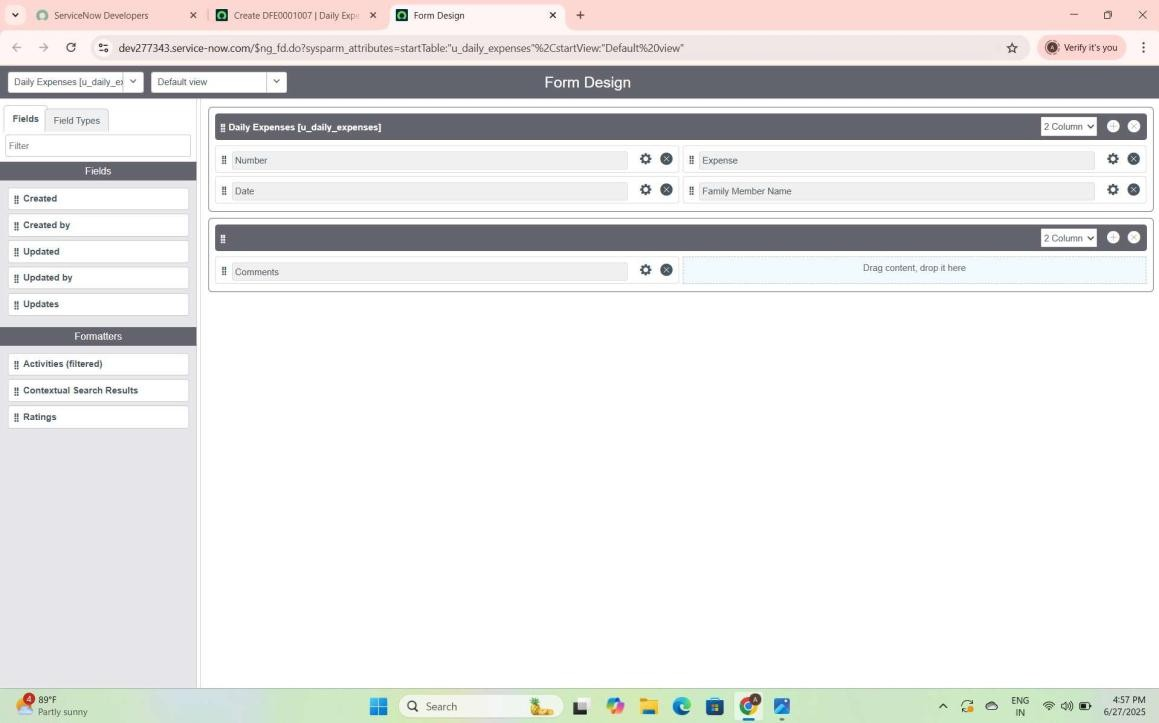 ServiceNow Developers
Create DFE0001007 | Daily Expe
Form Design
dev277343.service-now.com/$ng_fd.do?sysparm_attributes=startTable:"u_daily_expenses"%2CstartView:"Default%20view"
Verify it's you
Daily Expenses [u_daily_ex
Default view
Form Design
Fields
Field Types
Filter
Fields
Created
Created by
Updated
Updated by
Updates
Formatters
Activities (filtered)
Contextual Search Results
Ratings
Daily Expenses [u_daily_expenses]
2 Column
Number
Expense
Date
Family Member Name
2 Column
Comments
Drag content, drop it here
4
89°F
Partly sunny
Search
ENG
IN
4:57 PM
6/27/2025